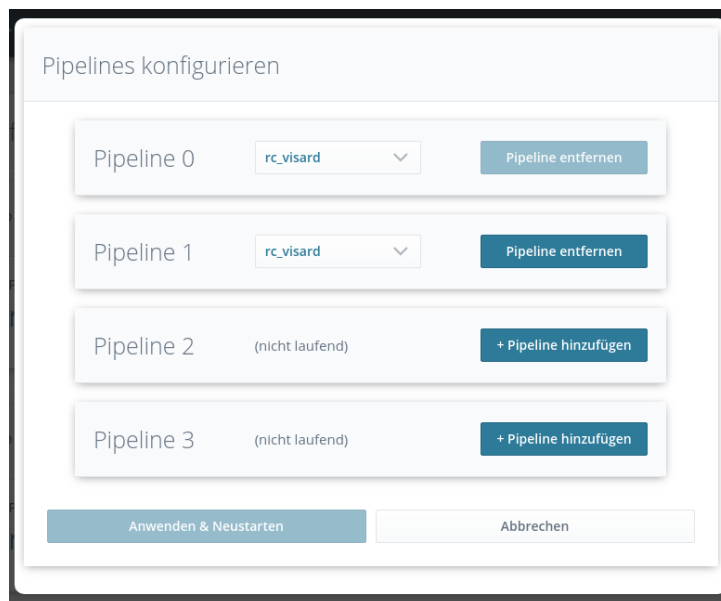 Pipelines konfigurieren
Pipeline 0 rc_visard Pipeline entfernen
Pipeline 1 rc_visard Pipeline entfernen
Pipeline 2 (nicht laufend) + Pipeline hinzufügen
Pipeline 3 (nicht laufend) + Pipeline hinzufügen
Anwenden & Neustarten Abbrechen